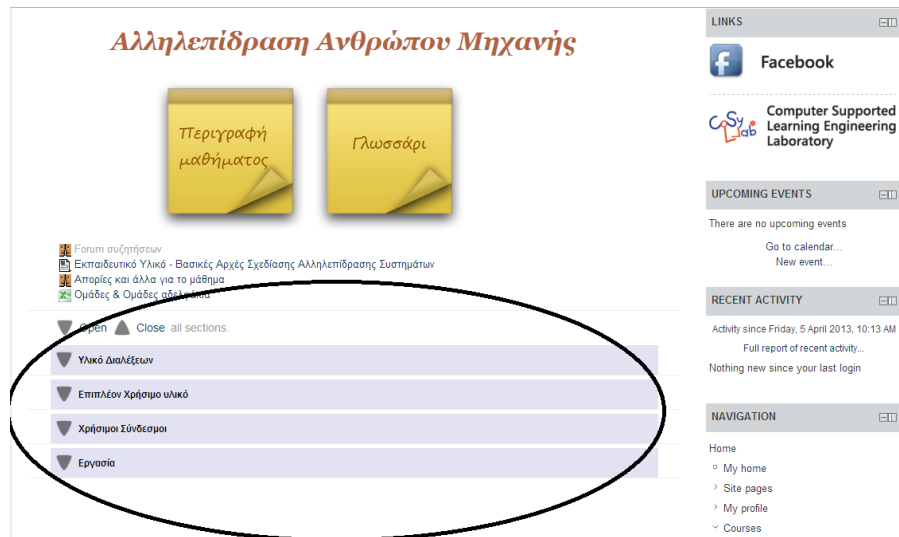 Αλληλεπίδραση Ανθρώπου Μηχανής
Περιγραφή
μαθήματος
Γλωσσάρι
Forum συζητήσεων
Εκπαιδευτικό Υλικό - Βασικές Αρχές Σχεδίασης Αλληλεπίδρασης Συστημάτων
Απορίες και άλλα για το μάθημα
Ομάδες & Ομάδες αδελφάκια
Open Close all sections.
Υλικό Διαλέξεων
Επιπλέον Χρήσιμο υλικό
Χρήσιμοι Σύνδεσμοι
Εργασία
LINKS
Facebook
CoSy Lab
Computer Supported
Learning Engineering
Laboratory
UPCOMING EVENTS
There are no upcoming events
Go to calendar...
New event...
RECENT ACTIVITY
Activity since Friday, 5 April 2013, 10:13 AM
Full report of recent activity...
Nothing new since your last login
NAVIGATION
Home
My home
Site pages
My profile
Courses